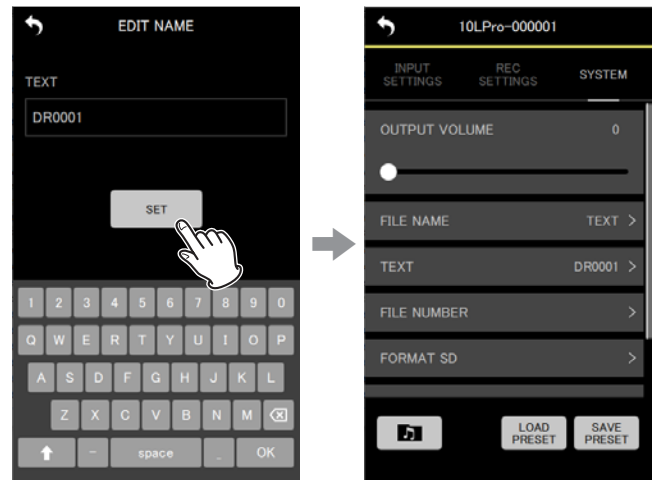 EDIT NAME
TEXT
DR0001
SET
1 2 3 4 5 6 7 8 9 0
Q W E R T Y U I O P
A S D F G H J K L
Z X C V B N M
- space _ OK
10LPro-000001
INPUT SETTINGS
REC SETTINGS
SYSTEM
OUTPUT VOLUME 0
FILE NAME TEXT >
TEXT DR0001 >
FILE NUMBER >
FORMAT SD >
LOAD PRESET
SAVE PRESET